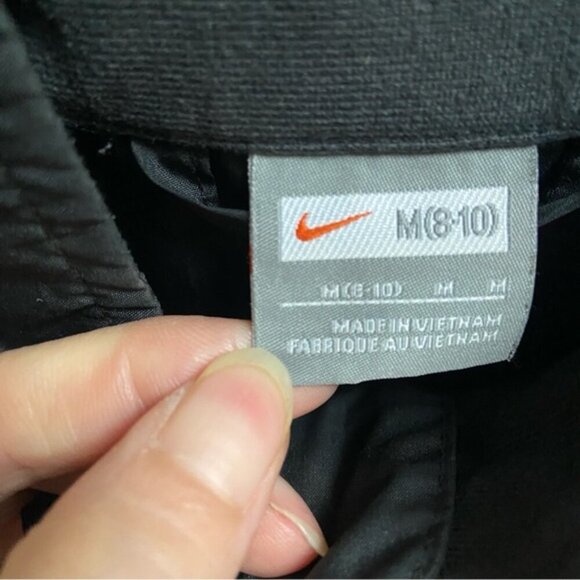 M(8-10)
M(8-10) M M
MADE IN VIETNAM
FABRIQUE AU VIETNAM